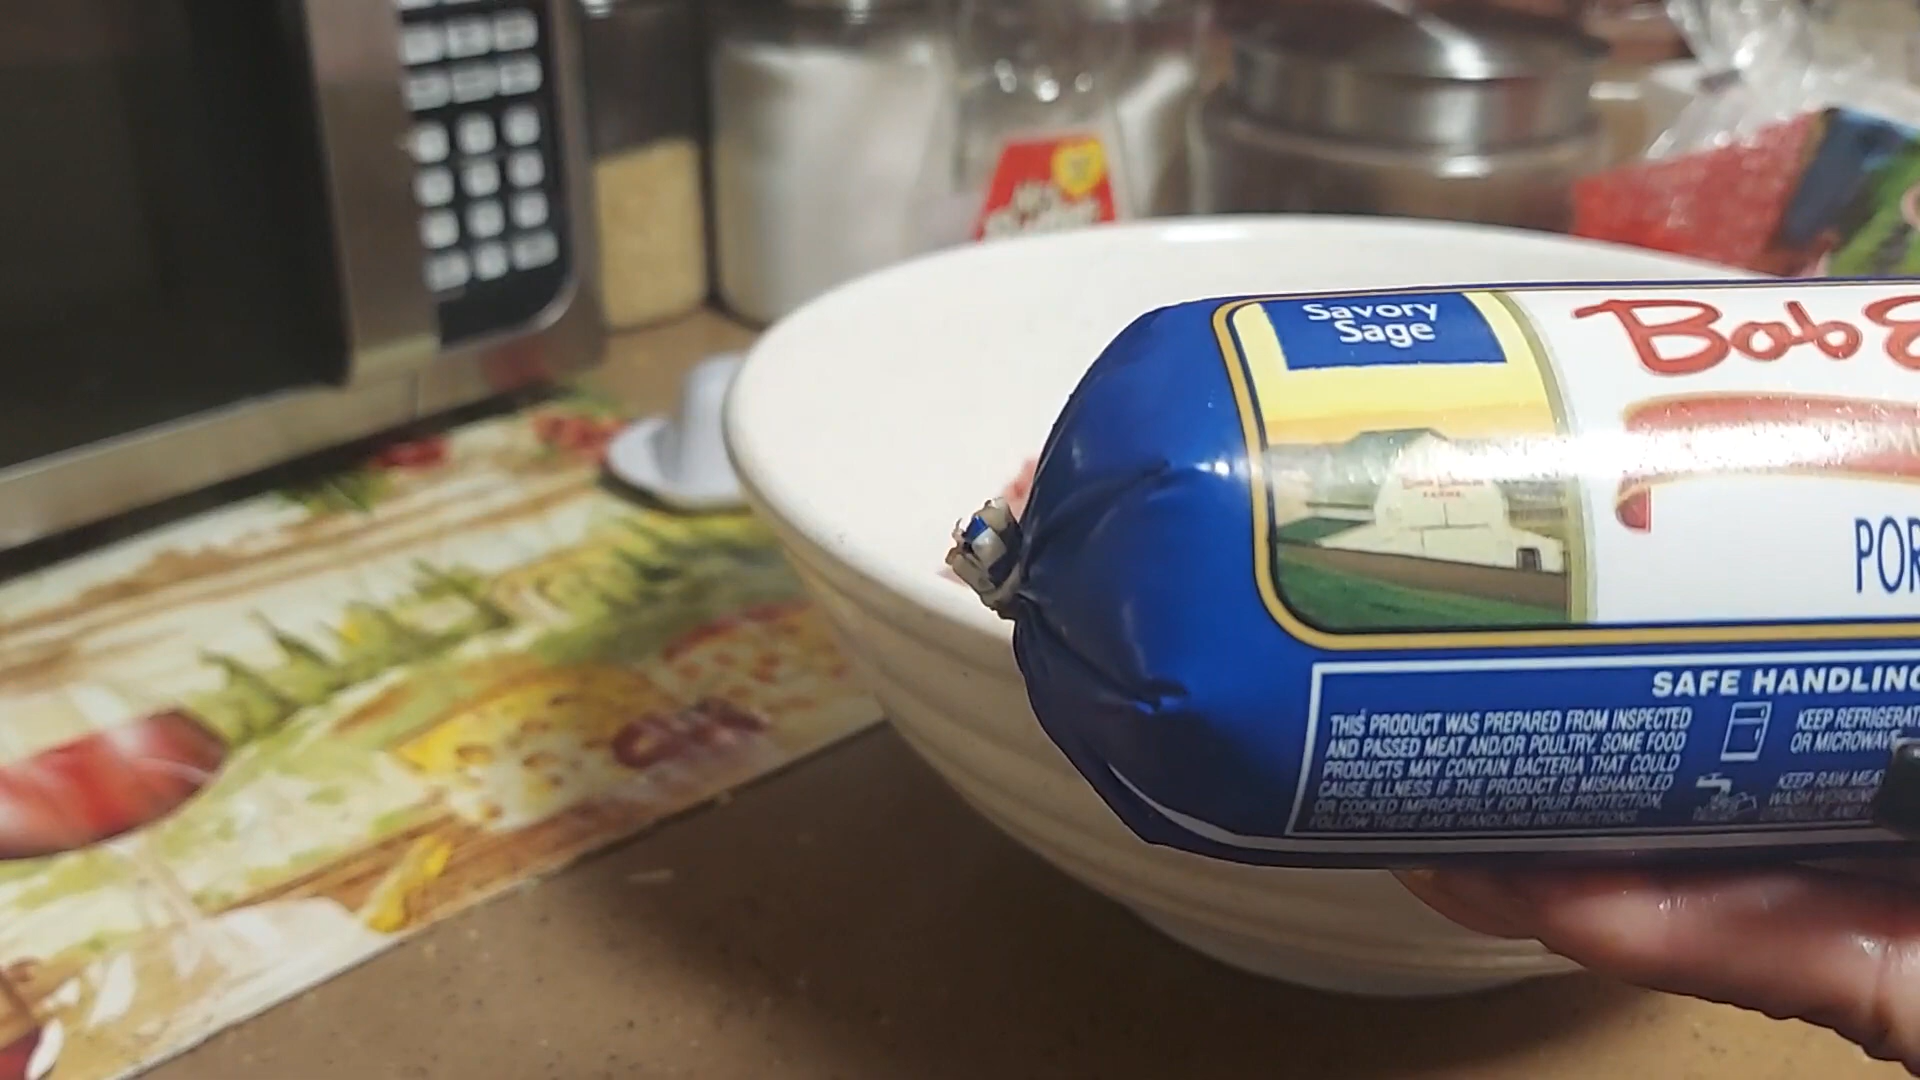 Savory
Sage
Bob E
POR
SAFE HANDLING
THIS PRODUCT WAS PREPARED FROM INSPECTED
AND PASSED MEAT AND/OR POULTRY. SOME FOOD
PRODUCTS MAY CONTAIN BACTERIA THAT COULD
CAUSE ILLNESS IF THE PRODUCT IS MISHANDLED
OR COOKED IMPROPERLY. FOR YOUR PROTECTION,
FOLLOW THESE SAFE HANDLING INSTRUCTIONS.
KEEP REFRIGERAT
OR MICROWAVE.
KEEP RAW MEA